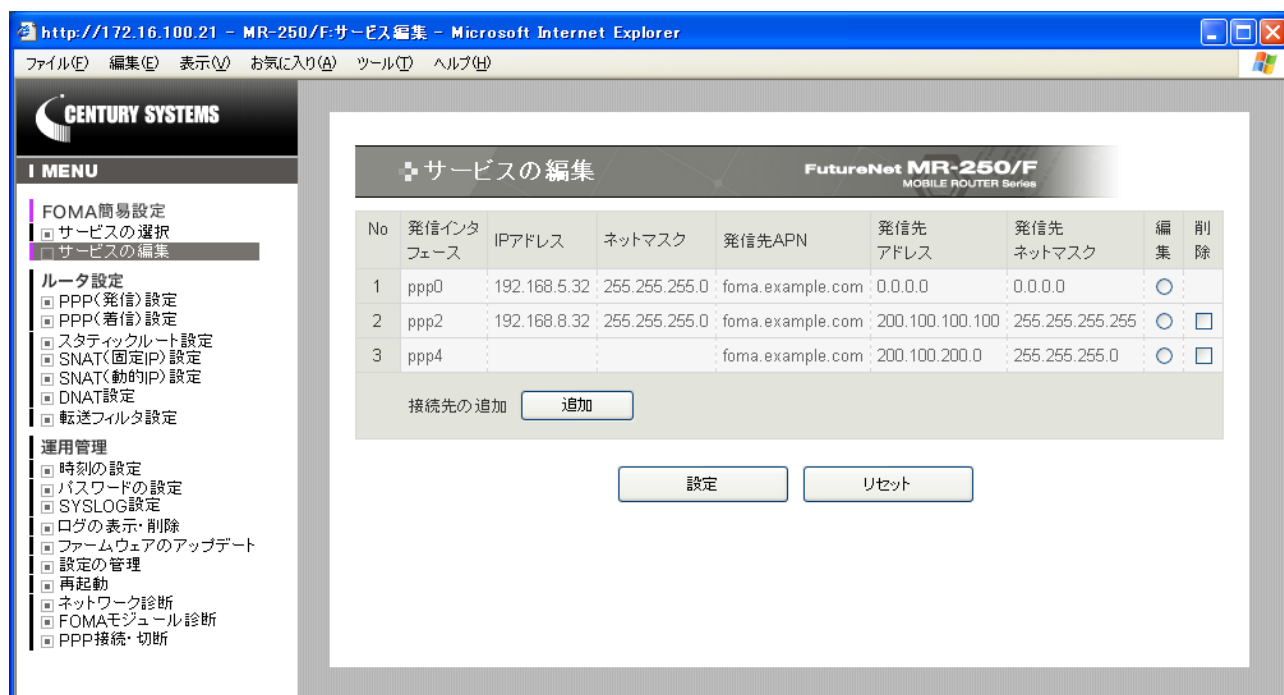 http://172.16.100.21 - MR-250/F:サービス編集 - Microsoft Internet Explorer
ファイル(F) 編集(E) 表示(V) お気に入り(A) ツール(T) ヘルプ(H)
CENTURY SYSTEMS
MENU
FOMA簡易設定
サービスの選択
サービスの編集
ルータ設定
PPP(発信)設定
PPP(着信)設定
スタティックルート設定
SNAT(固定IP)設定
SNAT(動的IP)設定
DNAT設定
転送フィルタ設定
運用管理
時刻の設定
パスワードの設定
SYSLOG設定
ログの表示・削除
ファームウェアのアップデート
設定の管理
再起動
ネットワーク診断
FOMAモジュール診断
PPP接続・切断
サービスの編集 FutureNet MR-250/F
MOBILE ROUTER Series
No 発信インタフェース IPアドレス ネットマスク 発信先APN 発信先アドレス 発信先ネットマスク 編集 削除
1 ppp0 192.168.5.32 255.255.255.0 foma.example.com 0.0.0.0 0.0.0.0
2 ppp2 192.168.8.32 255.255.255.0 foma.example.com 200.100.100.100 255.255.255.255
3 ppp4 foma.example.com 200.100.200.0 255.255.255.0
接続先の追加 追加
設定 リセット